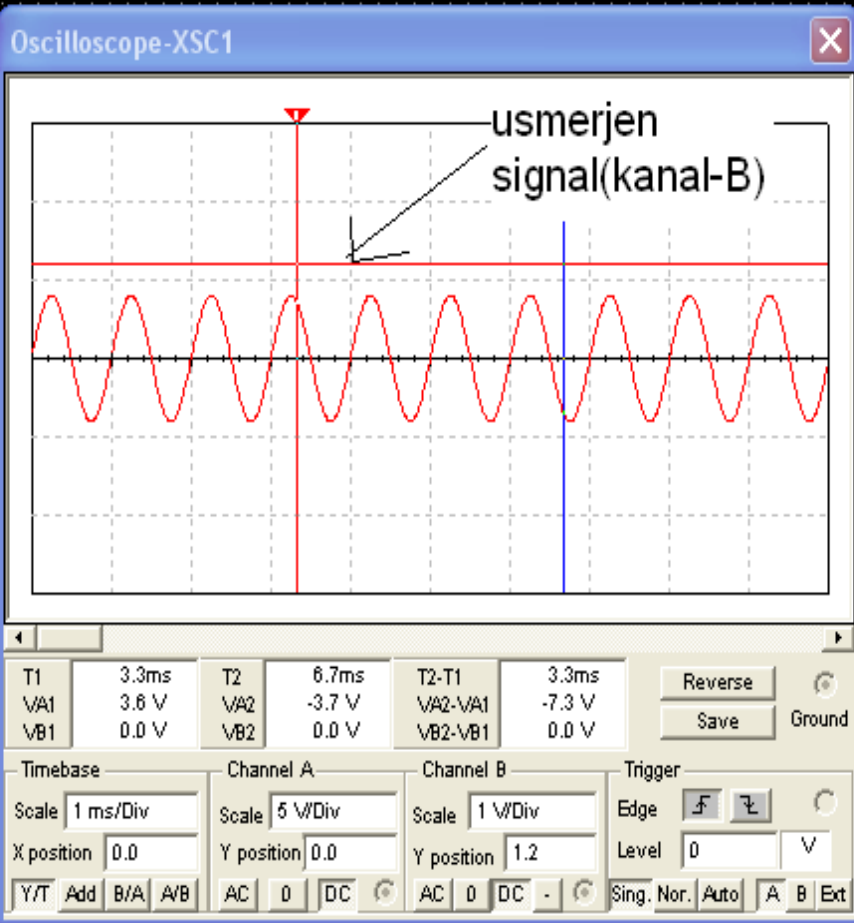 Oscilloscope-XSC1
usmerjen
signal(kanal-B)
T1 3.3ms T2 6.7ms T2-T1 3.3ms Reverse
VA1 3.6 V VA2 -3.7 V VA2-VA1 -7.3 V
VB1 0.0 V VB2 0.0 V VB2-VB1 0.0 V Save Ground
Timebase Channel A Channel B Trigger
Scale 1 ms/Div Scale 5 V/Div Scale 1 V/Div Edge
X position 0.0 Y position 0.0 Y position 1.2 Level 0 V
Y/T Add B/A A/B AC 0 DC AC 0 DC - Sing. Nor. Auto A B Ext